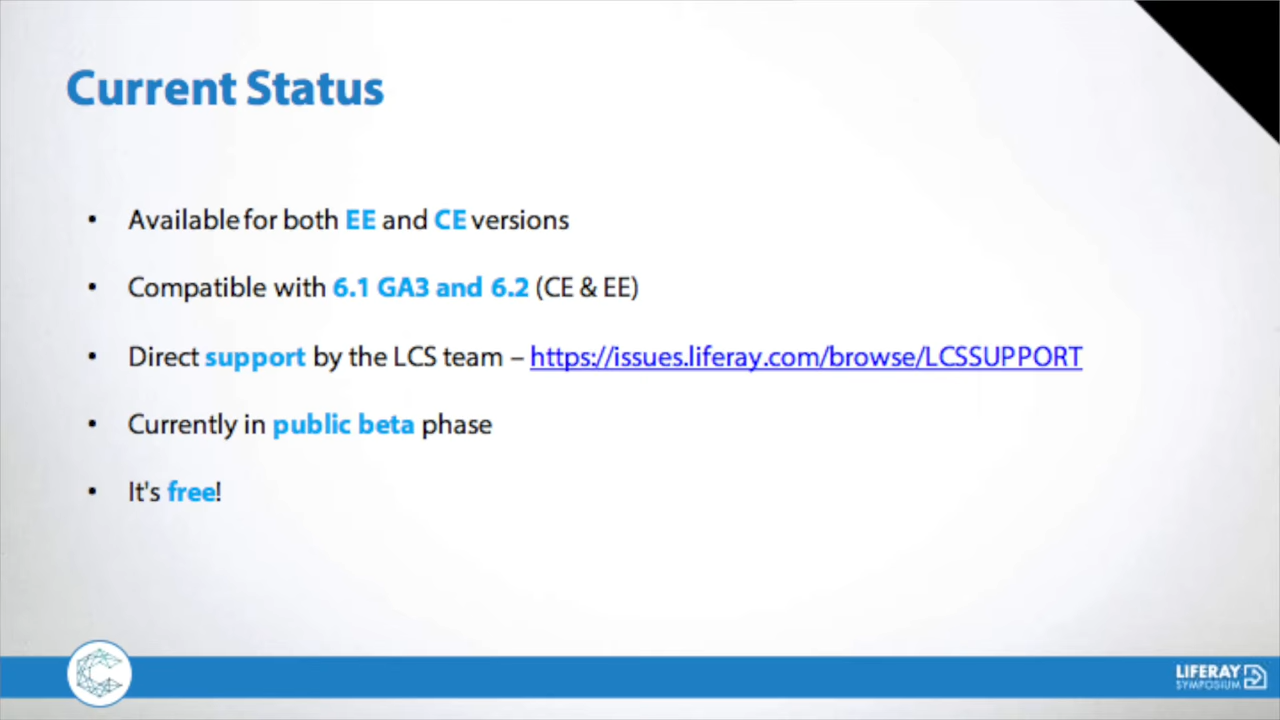 Current Status
• Available for both EE and CE versions
• Compatible with 6.1 GA3 and 6.2 (CE & EE)
• Direct support by the LCS team – https://issues.liferay.com/browse/LCSSUPPORT
• Currently in public beta phase
• It's free!
LIFERAY
SYMPOSIUM